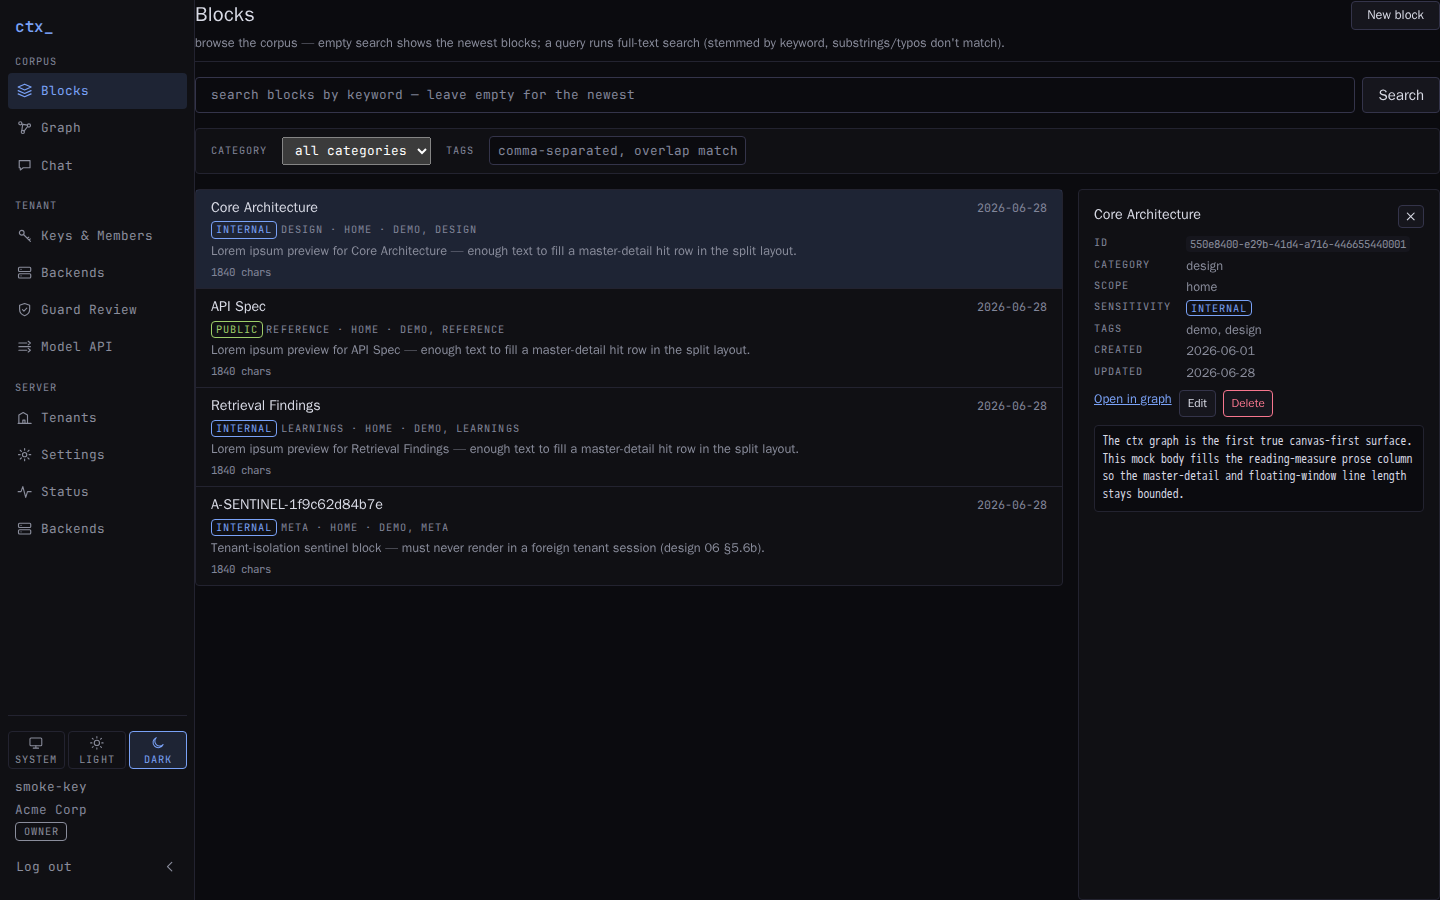 ctx_
CORPUS
Blocks
Graph
Chat
TENANT
Keys & Members
Backends
Guard Review
Model API
SERVER
Tenants
Settings
Status
Backends
SYSTEM
LIGHT
DARK
smoke-key
Acme Corp
OWNER
Log out
Blocks
New block
browse the corpus — empty search shows the newest blocks; a query runs full-text search (stemmed by keyword, substrings/typos don't match).
search blocks by keyword — leave empty for the newest
Search
CATEGORY
all categories
TAGS
comma-separated, overlap match
Core Architecture
2026-06-28
INTERNAL DESIGN · HOME · DEMO, DESIGN
Lorem ipsum preview for Core Architecture — enough text to fill a master-detail hit row in the split layout.
1840 chars
API Spec
2026-06-28
PUBLIC REFERENCE · HOME · DEMO, REFERENCE
Lorem ipsum preview for API Spec — enough text to fill a master-detail hit row in the split layout.
1840 chars
Retrieval Findings
2026-06-28
INTERNAL LEARNINGS · HOME · DEMO, LEARNINGS
Lorem ipsum preview for Retrieval Findings — enough text to fill a master-detail hit row in the split layout.
1840 chars
A-SENTINEL-1f9c62d84b7e
2026-06-28
INTERNAL META · HOME · DEMO, META
Tenant-isolation sentinel block — must never render in a foreign tenant session (design 06 §5.6b).
1840 chars
Core Architecture
ID 550e8400-e29b-41d4-a716-446655440001
CATEGORY design
SCOPE home
SENSITIVITY INTERNAL
TAGS demo, design
CREATED 2026-06-01
UPDATED 2026-06-28
Open in graph Edit Delete
The ctx graph is the first true canvas-first surface.
This mock body fills the reading-measure prose column
so the master-detail and floating-window line length
stays bounded.